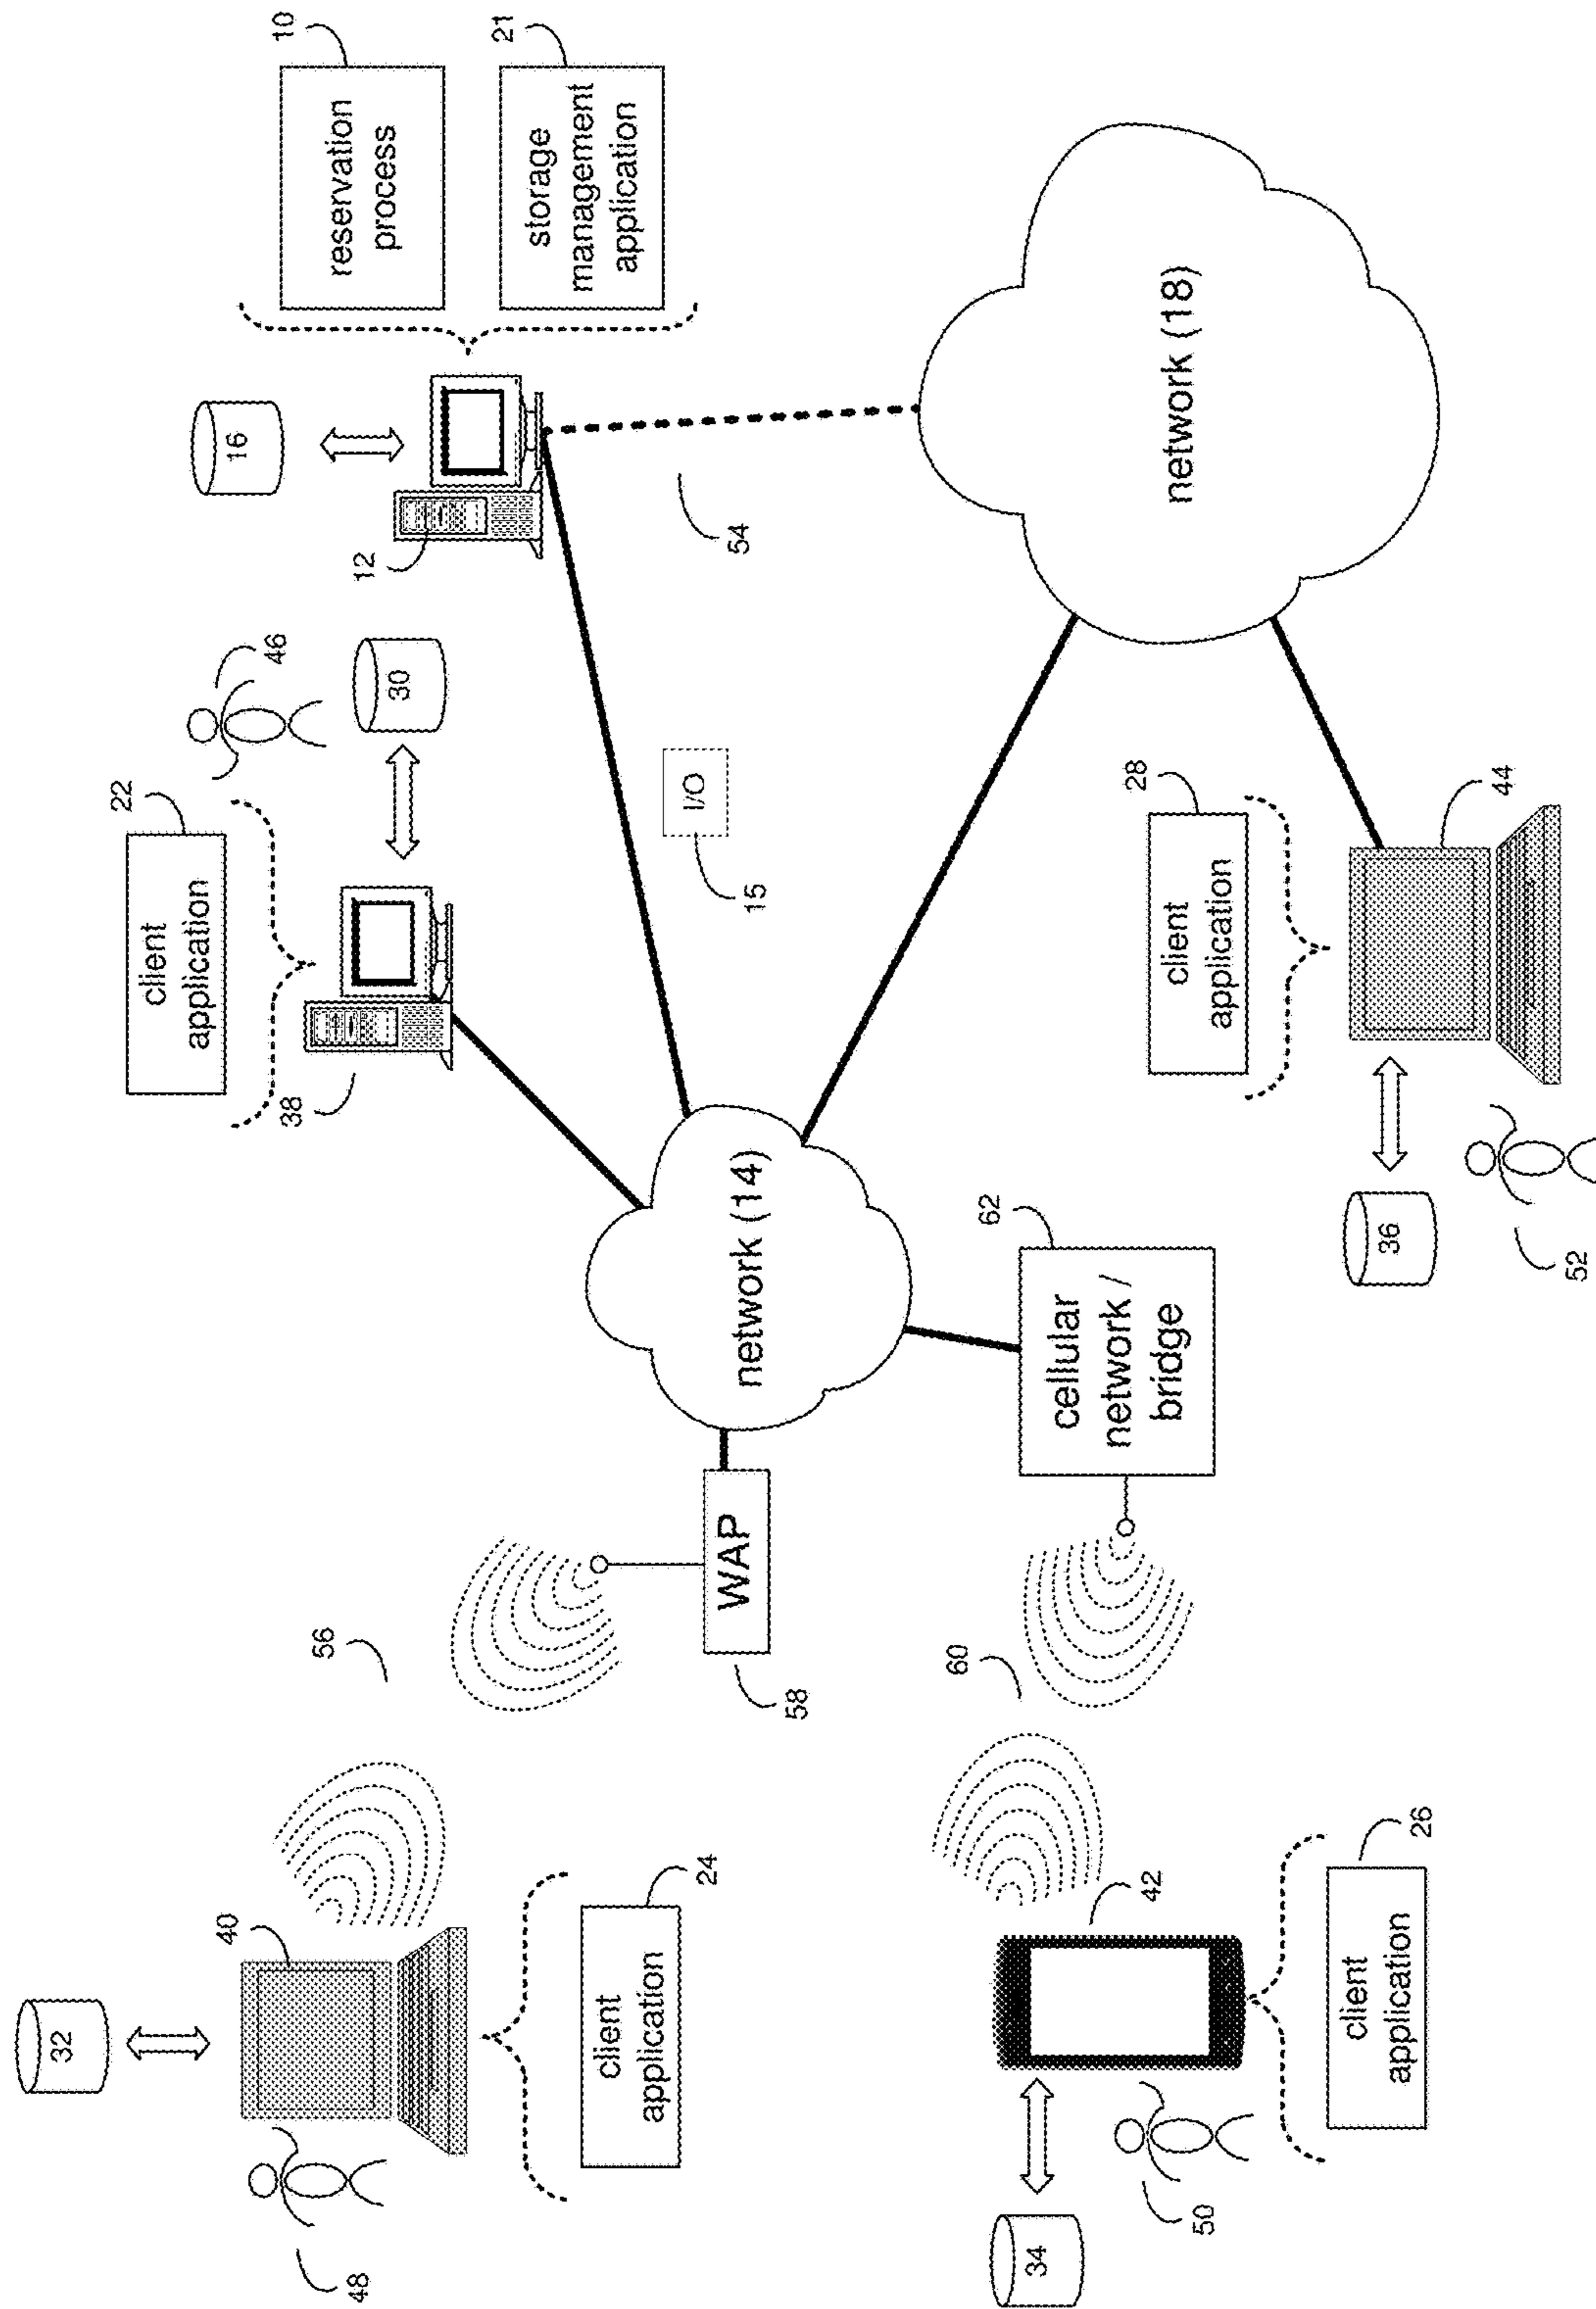 32
40
48
client
application
24
56
WAP
58
client
application
22
38
46
30
16
12
reservation
process
10
storage
management
application
21
54
I/O
15
network (14)
network (18)
34
42
50
60
client
application
26
cellular
network /
bridge
62
client
application
28
36
44
52